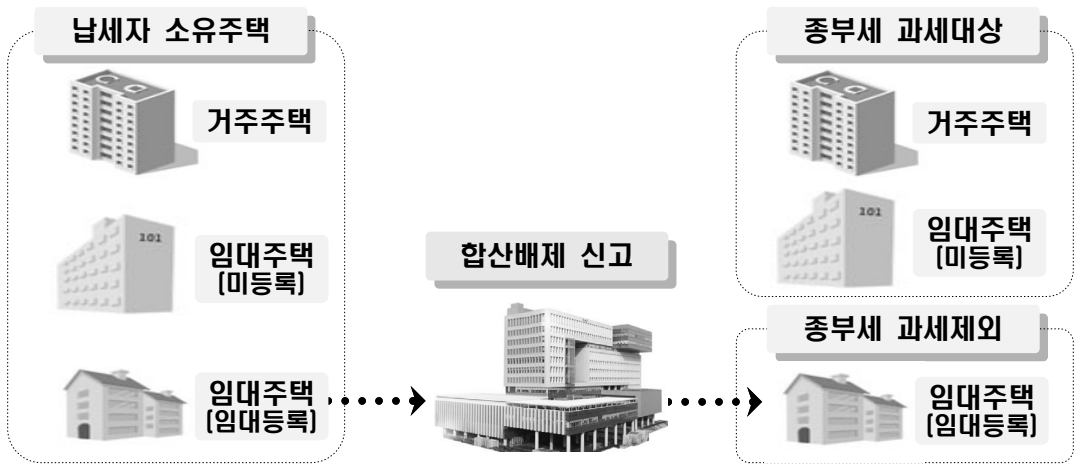 납세자 소유주택
거주주택
101
임대주택
(미등록)
임대주택
(임대등록)
합산배제 신고
종부세 과세대상
거주주택
101
임대주택
(미등록)
종부세 과세제외
임대주택
(임대등록)